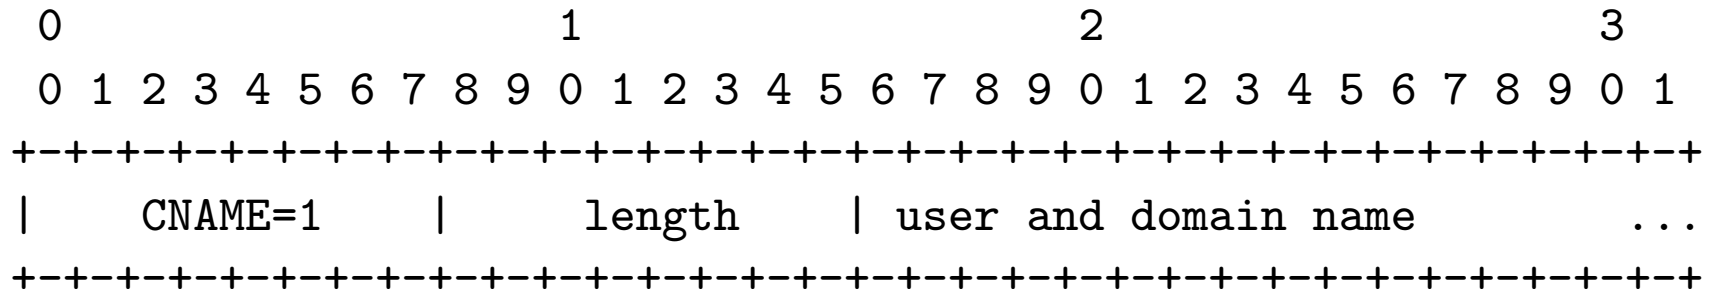 0                   1                   2                   3
0 1 2 3 4 5 6 7 8 9 0 1 2 3 4 5 6 7 8 9 0 1 2 3 4 5 6 7 8 9 0 1
+-+-+-+-+-+-+-+-+-+-+-+-+-+-+-+-+-+-+-+-+-+-+-+-+-+-+-+-+-+-+-+-+
|    CNAME=1    |     length    | user and domain name        ...
+-+-+-+-+-+-+-+-+-+-+-+-+-+-+-+-+-+-+-+-+-+-+-+-+-+-+-+-+-+-+-+-+